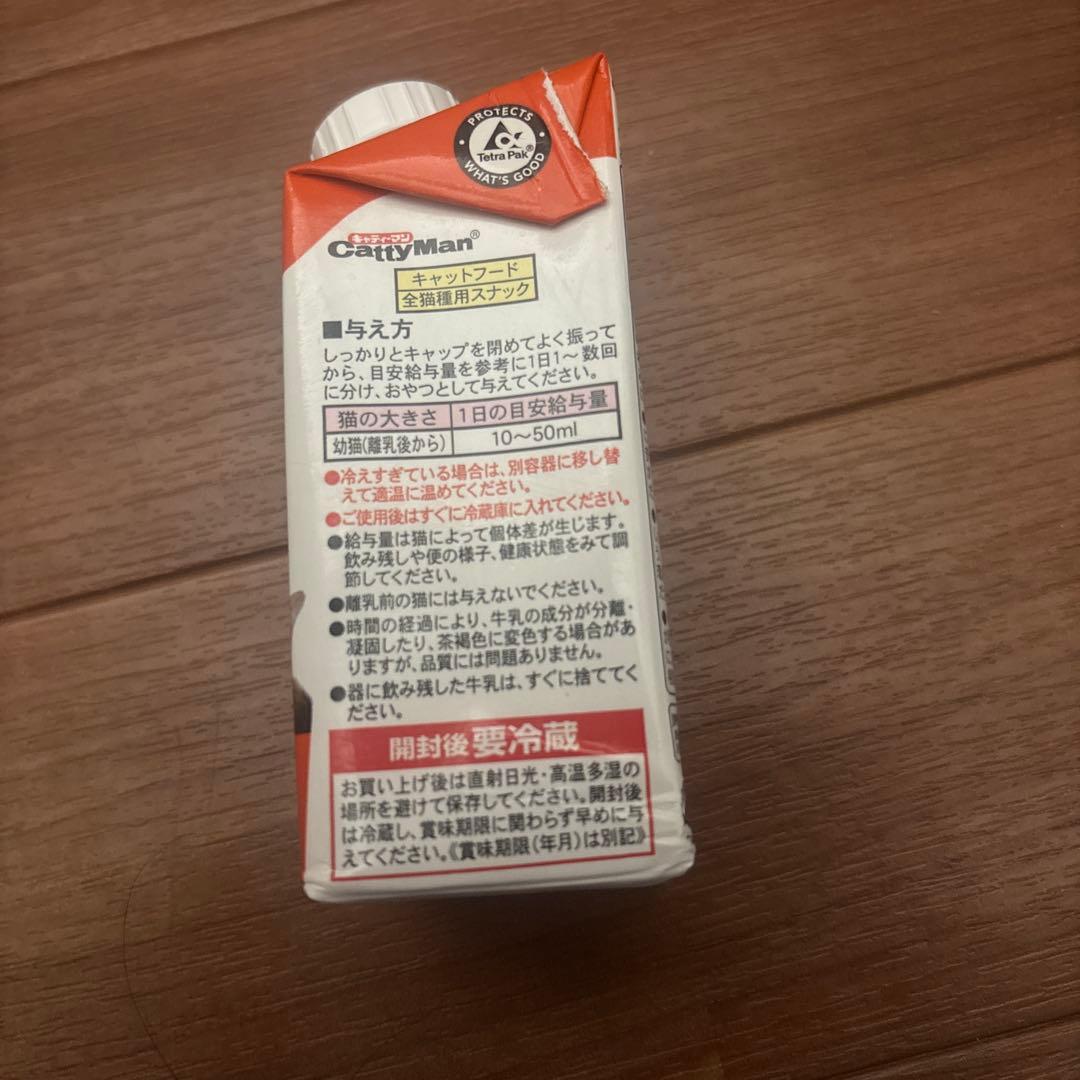 PROTECTS
Tetra Pak®
WHAT'S GOOD
キャティーマン
CattyMan®
キャットフード
全猫種用スナック
■与え方
しっかりとキャップを閉めてよく振って
から、目安給与量を参考に1日1～数回
に分け、おやつとして与えてください。
猫の大きさ 1日の目安給与量
幼猫(離乳後から) 10～50ml
●冷えすぎている場合は、別容器に移し替
えて適温に温めてください。
●ご使用後はすぐに冷蔵庫に入れてください。
●給与量は猫によって個体差が生じます。
飲み残しや便の様子、健康状態をみて調
節してください。
●離乳前の猫には与えないでください。
●時間の経過により、牛乳の成分が分離・
凝固したり、茶褐色に変色する場合があ
りますが、品質には問題ありません。
●器に飲み残した牛乳は、すぐに捨ててく
ださい。
開封後要冷蔵
お買い上げ後は直射日光・高温多湿の
場所を避けて保存してください。開封後
は冷蔵し、賞味期限に関わらず早めに与
えてください。《賞味期限(年月)は別記》